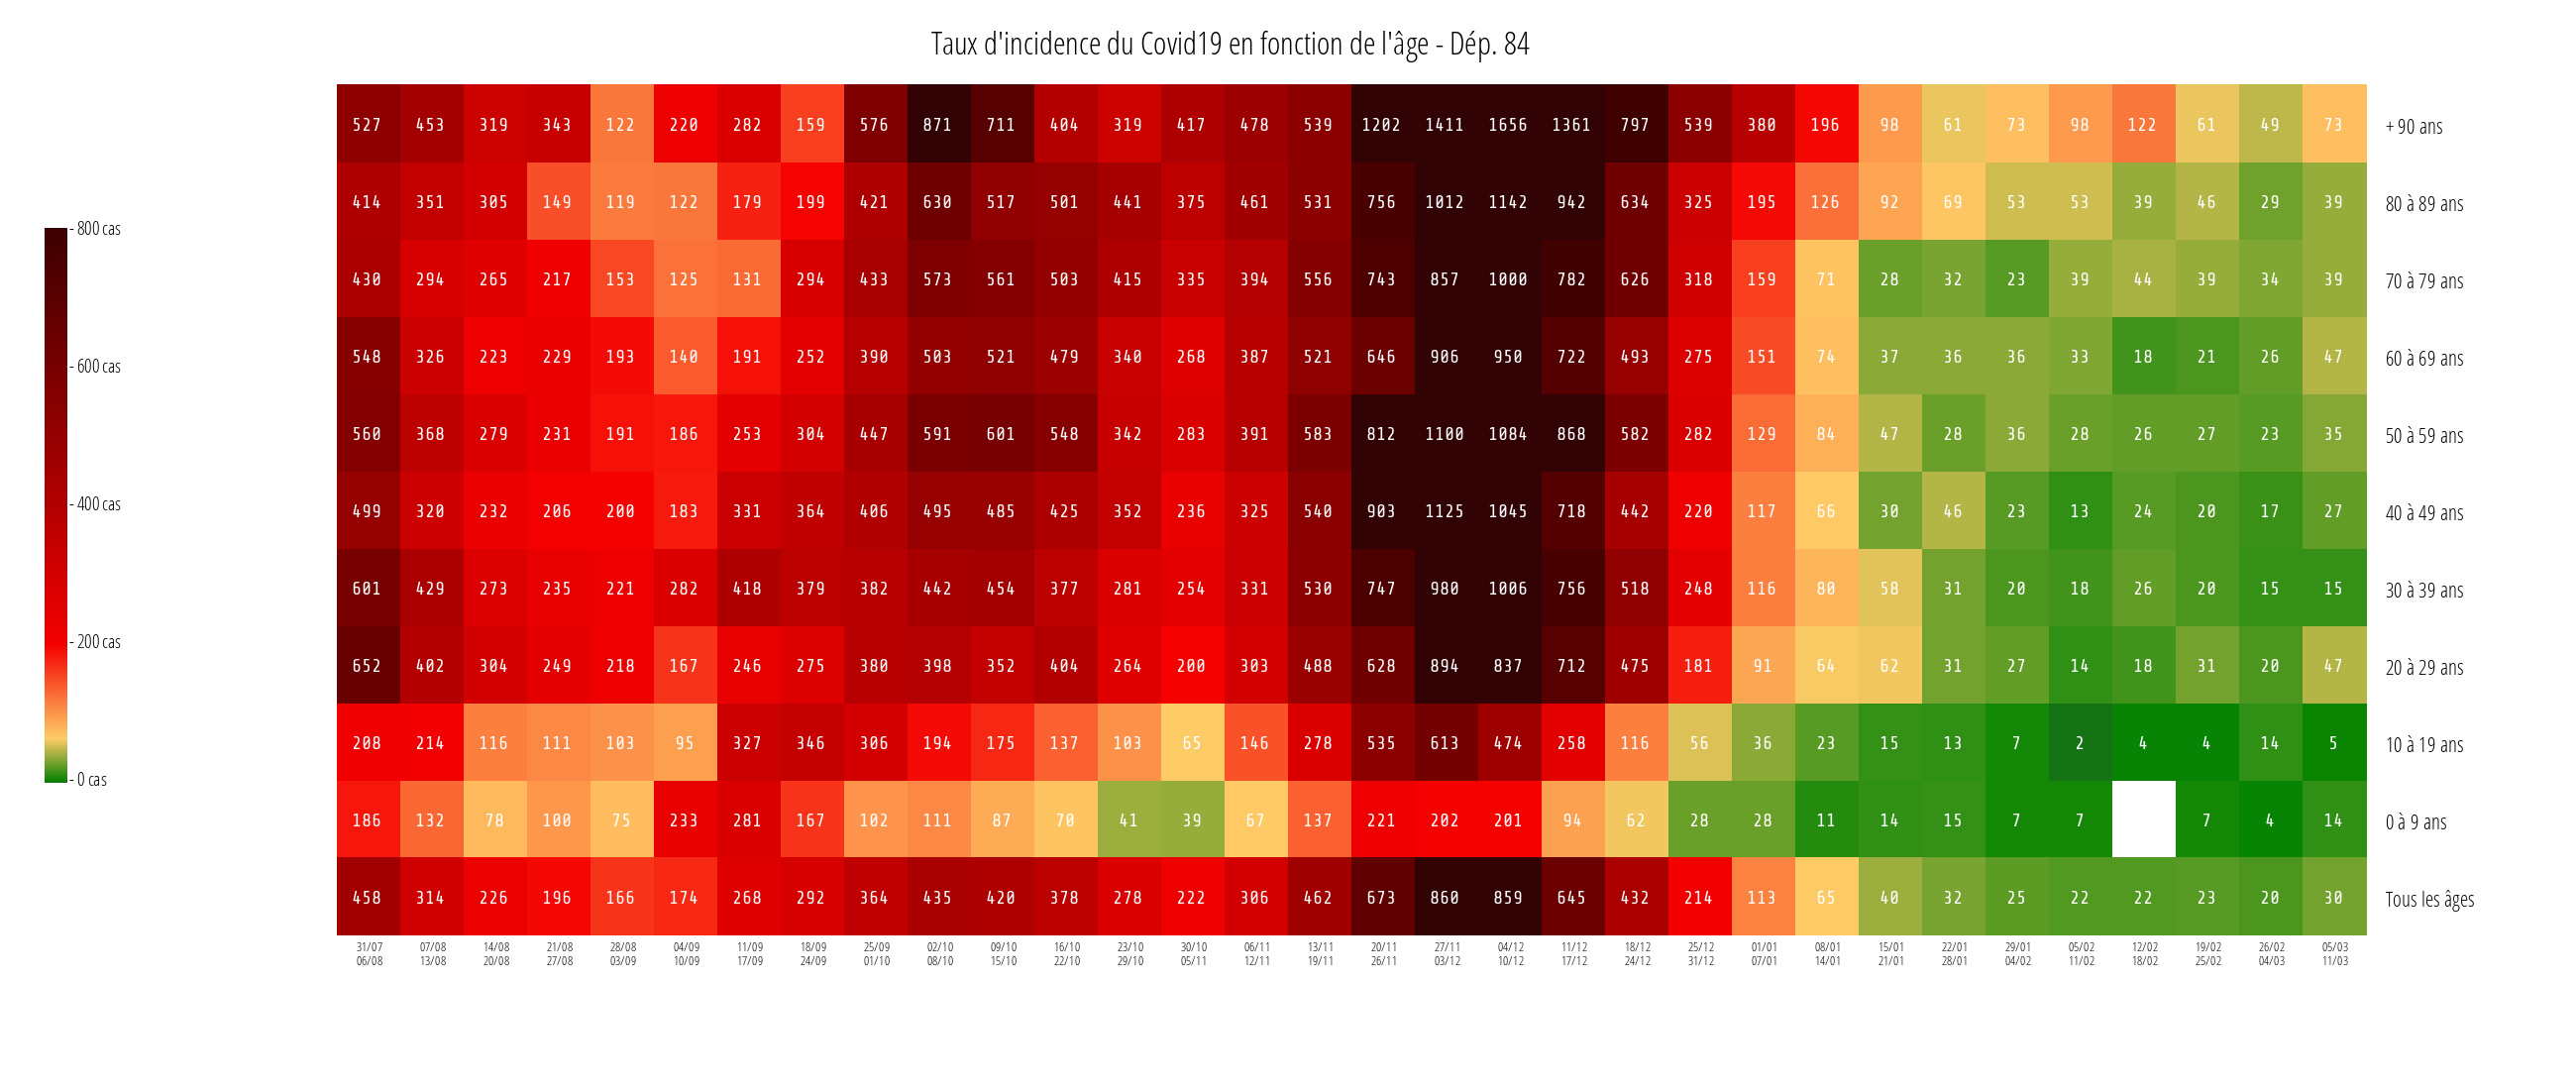 Taux d'incidence du Covid19 en fonction de l'âge - Dép. 84
- 800 cas
- 600 cas
- 400 cas
- 200 cas
- 0 cas
527 453 319 343 122 220 282 159 576 871 711 404 319 417 478 539 1202 1411 1656 1361 797 539 380 196 98 61 73 98 122 61 49 73 + 90 ans
414 351 305 149 119 122 179 199 421 630 517 501 441 375 461 531 756 1012 1142 942 634 325 195 126 92 69 53 53 39 46 29 39 80 à 89 ans
430 294 265 217 153 125 131 294 433 573 561 503 415 335 394 556 743 857 1000 782 626 318 159 71 28 32 23 39 44 39 34 39 70 à 79 ans
548 326 223 229 193 140 191 252 390 503 521 479 340 268 387 521 646 906 950 722 493 275 151 74 37 36 36 33 18 21 26 47 60 à 69 ans
560 368 279 231 191 186 253 304 447 591 601 548 342 283 391 583 812 1100 1084 868 582 282 129 84 47 28 36 28 26 27 23 35 50 à 59 ans
499 320 232 206 200 183 331 364 406 495 485 425 352 236 325 540 903 1125 1045 718 442 220 117 66 30 46 23 13 24 20 17 27 40 à 49 ans
601 429 273 235 221 282 418 379 382 442 454 377 281 254 331 530 747 980 1006 756 518 248 116 80 58 31 20 18 26 20 15 15 30 à 39 ans
652 402 304 249 218 167 246 275 380 398 352 404 264 200 303 488 628 894 837 712 475 181 91 64 62 31 27 14 18 31 20 47 20 à 29 ans
208 214 116 111 103 95 327 346 306 194 175 137 103 65 146 278 535 613 474 258 116 56 36 23 15 13 7 2 4 4 14 5 10 à 19 ans
186 132 78 100 75 233 281 167 102 111 87 70 41 39 67 137 221 202 201 94 62 28 28 11 14 15 7 7 7 4 14 0 à 9 ans
458 314 226 196 166 174 268 292 364 435 420 378 278 222 306 462 673 860 859 645 432 214 113 65 40 32 25 22 22 23 20 30 Tous les âges
31/07 07/08 14/08 21/08 28/08 04/09 11/09 18/09 25/09 02/10 09/10 16/10 23/10 30/10 06/11 13/11 20/11 27/11 04/12 11/12 18/12 25/12 01/01 08/01 15/01 22/01 29/01 05/02 12/02 19/02 26/02 05/03
06/08 13/08 20/08 27/08 03/09 10/09 17/09 24/09 01/10 08/10 15/10 22/10 29/10 05/11 12/11 19/11 26/11 03/12 10/12 17/12 24/12 31/12 07/01 14/01 21/01 28/01 04/02 11/02 18/02 25/02 04/03 11/03